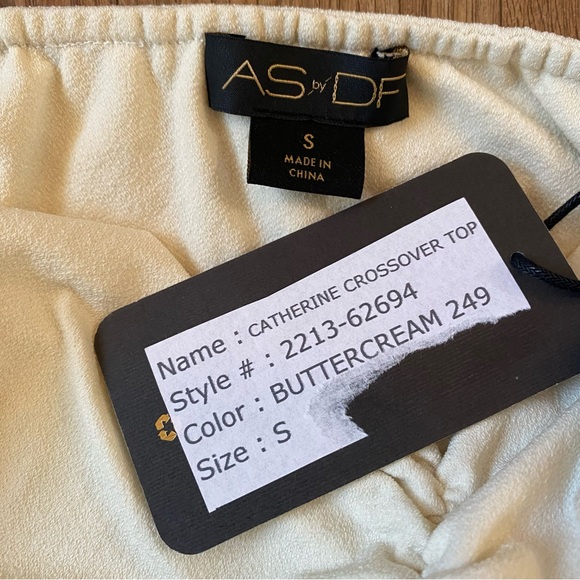 AS by DF
S
MADE IN
CHINA
Name : CATHERINE CROSSOVER TOP
Style # : 2213-62694
Color : BUTTERCREAM 249
Size : S